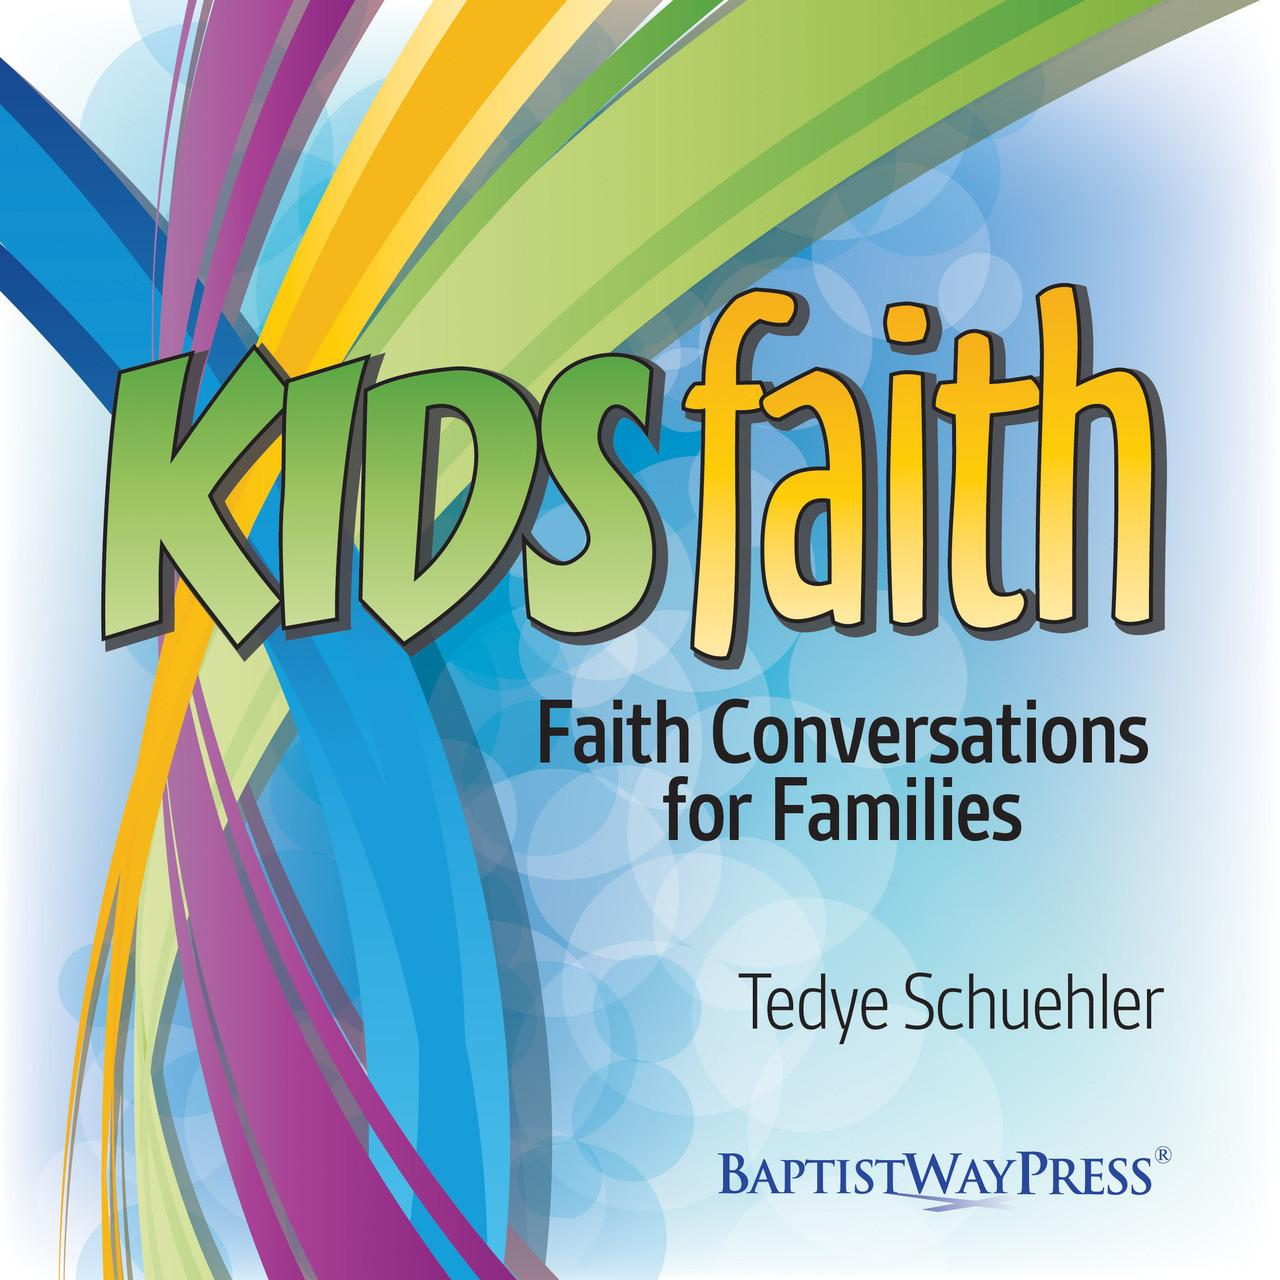 KIDS faith
Faith Conversations
for Families
Tedye Schuehler
BAPTISTWAYPRESS®